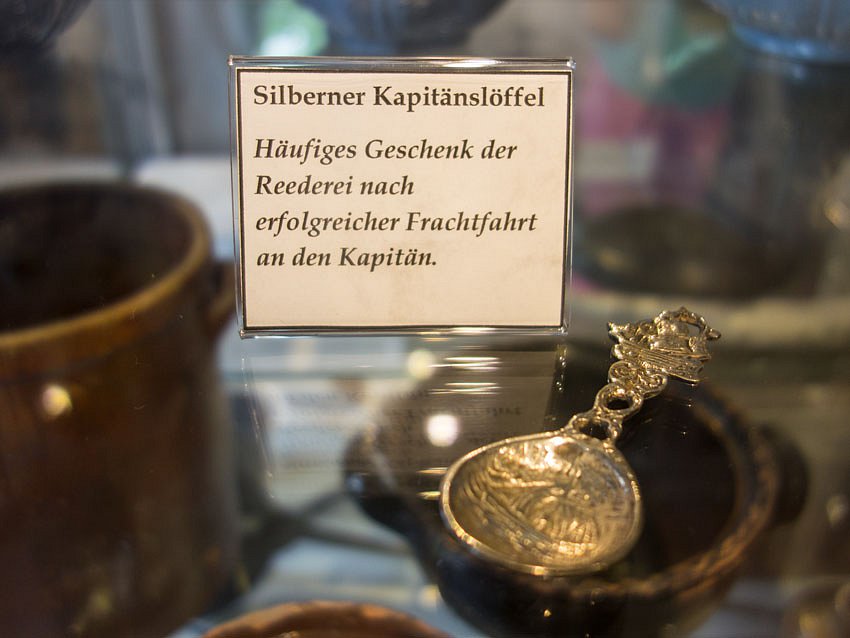 Silberner Kapitänslöffel
Häufiges Geschenk der
Reederei nach
erfolgreicher Frachtfahrt
an den Kapitän.